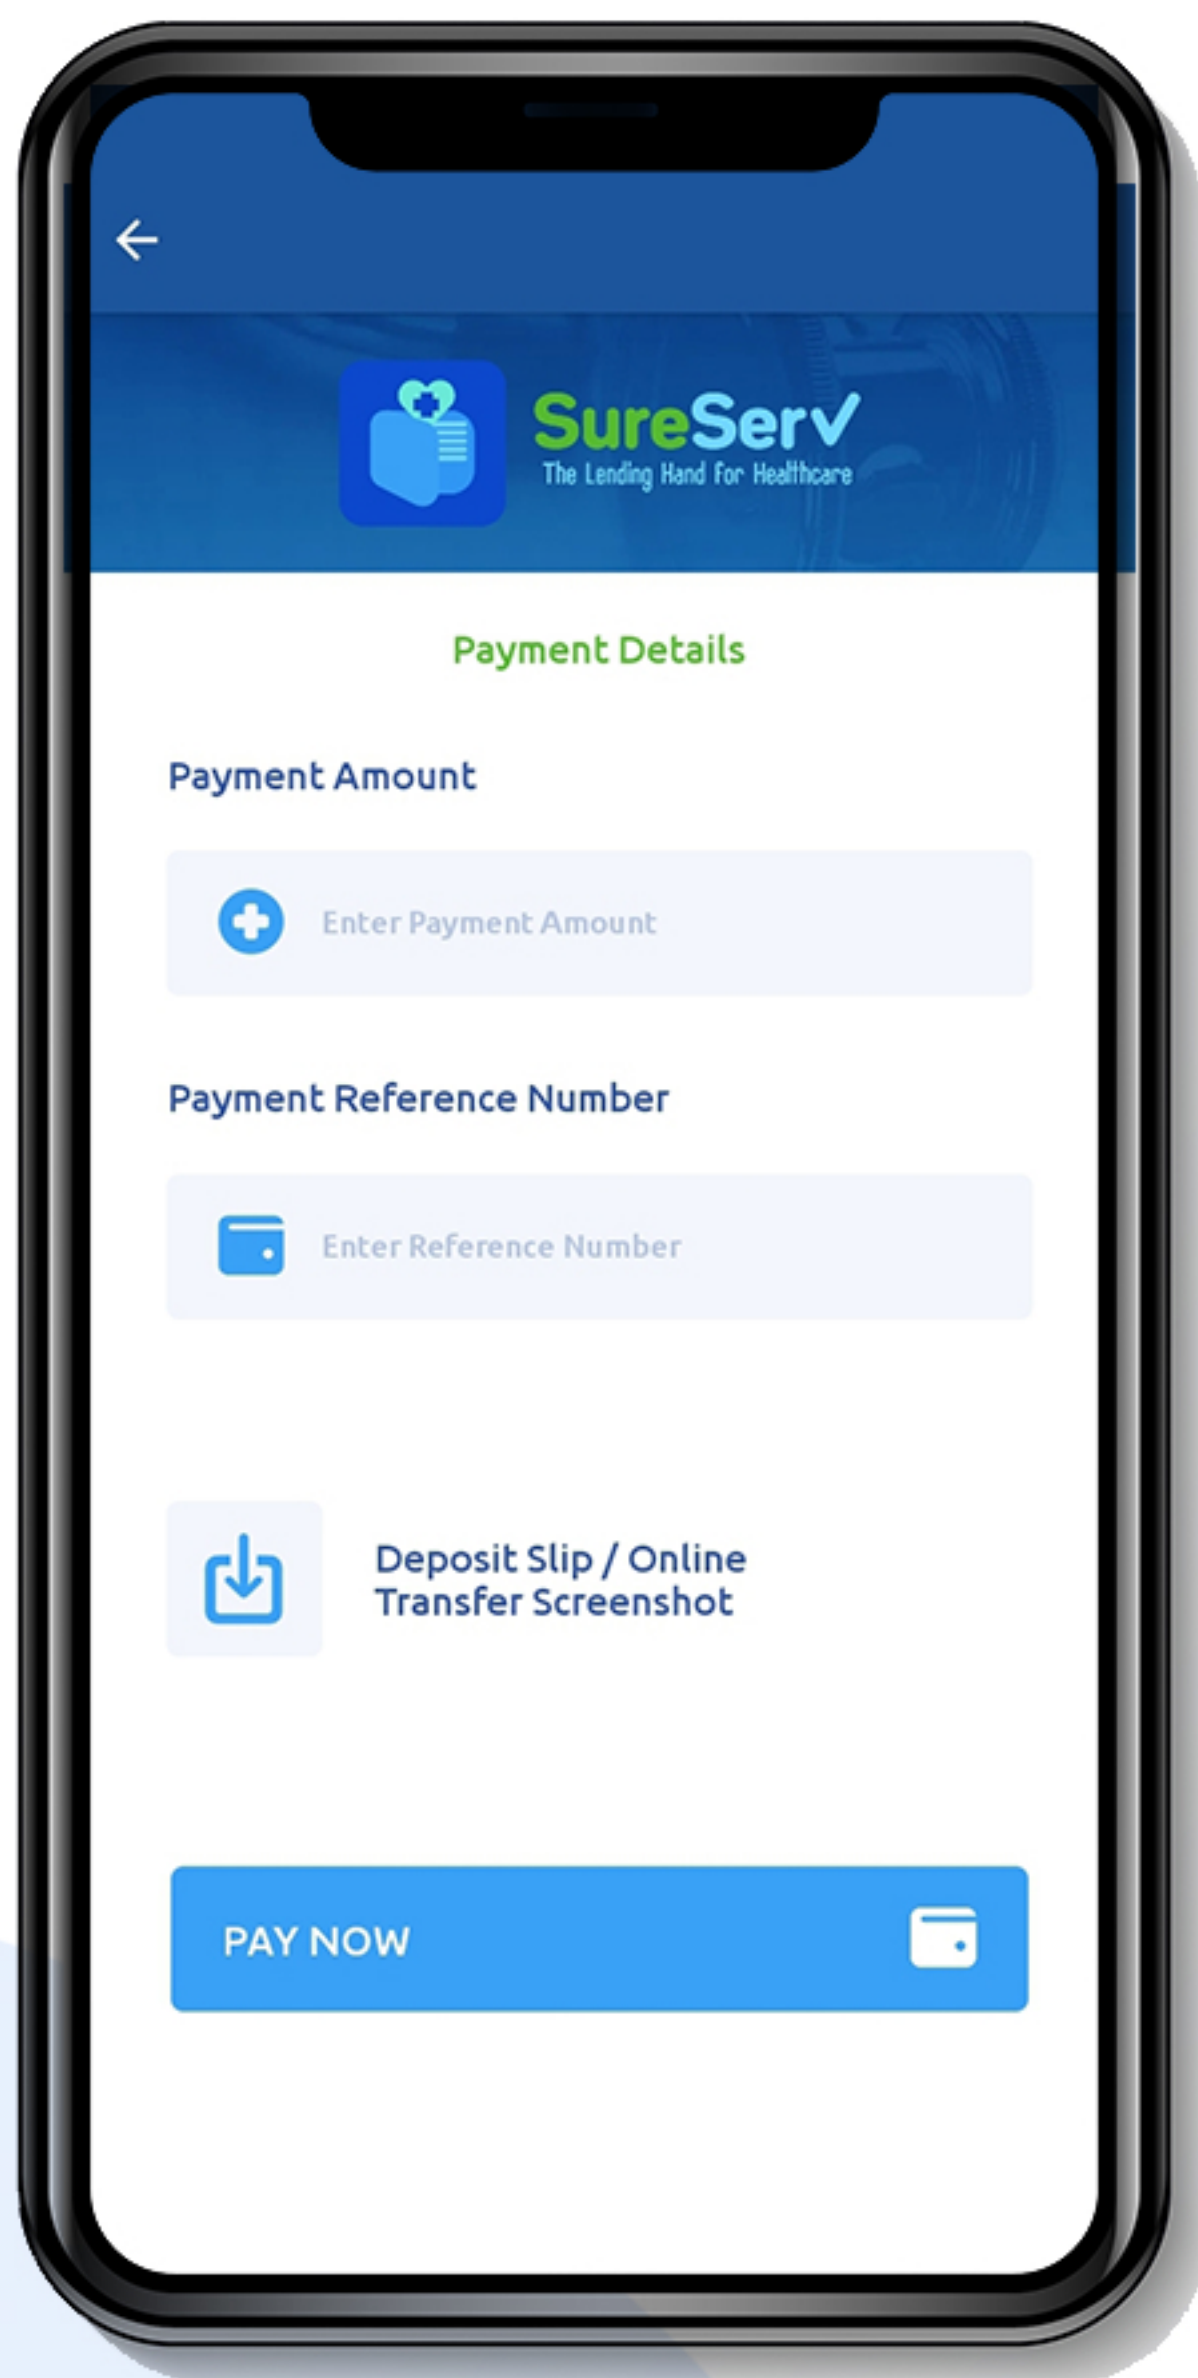 SureServ
The Lending Hand for Healthcare
Payment Details
Payment Amount
Enter Payment Amount
Payment Reference Number
Enter Reference Number
Deposit Slip / Online
Transfer Screenshot
PAY NOW